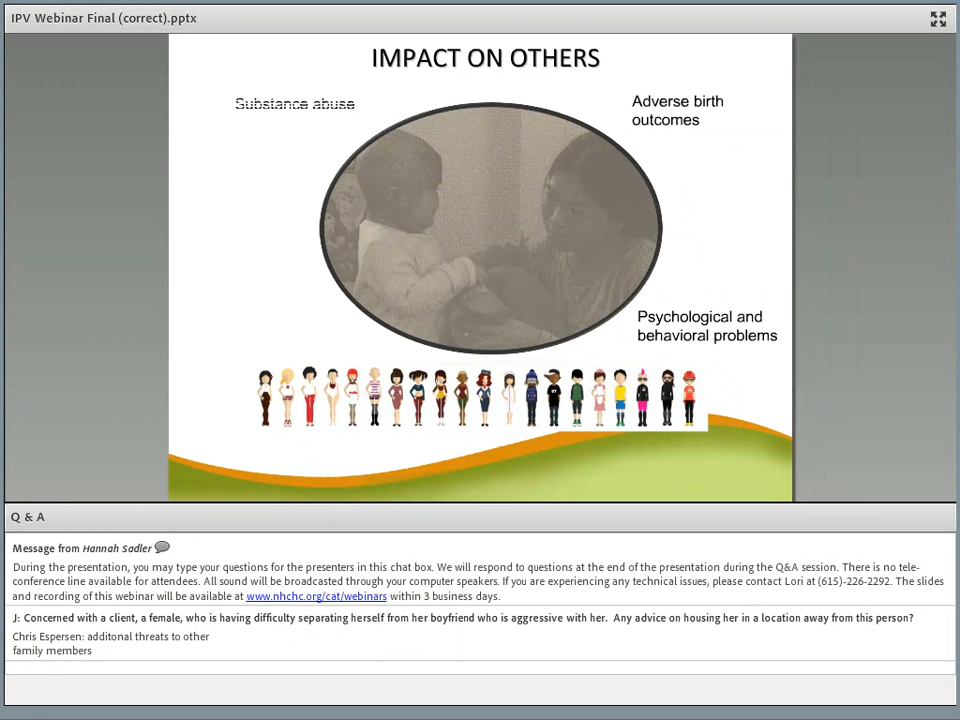 IPV Webinar Final (correct).pptx
IMPACT ON OTHERS
Substance abuse
Adverse birth
outcomes
Psychological and
behavioral problems
Q & A
Message from Hannah Sadler
During the presentation, you may type your questions for the presenters in this chat box. We will respond to questions at the end of the presentation during the Q&A session. There is no tele-
conference line available for attendees. All sound will be broadcasted through your computer speakers. If you are experiencing any technical issues, please contact Lori at (615)-226-2292. The slides
and recording of this webinar will be available at www.nhchc.org/cat/webinars within 3 business days.
J: Concerned with a client, a female, who is having difficulty separating herself from her boyfriend who is aggressive with her.  Any advice on housing her in a location away from this person?
Chris Espersen: additonal threats to other
family members